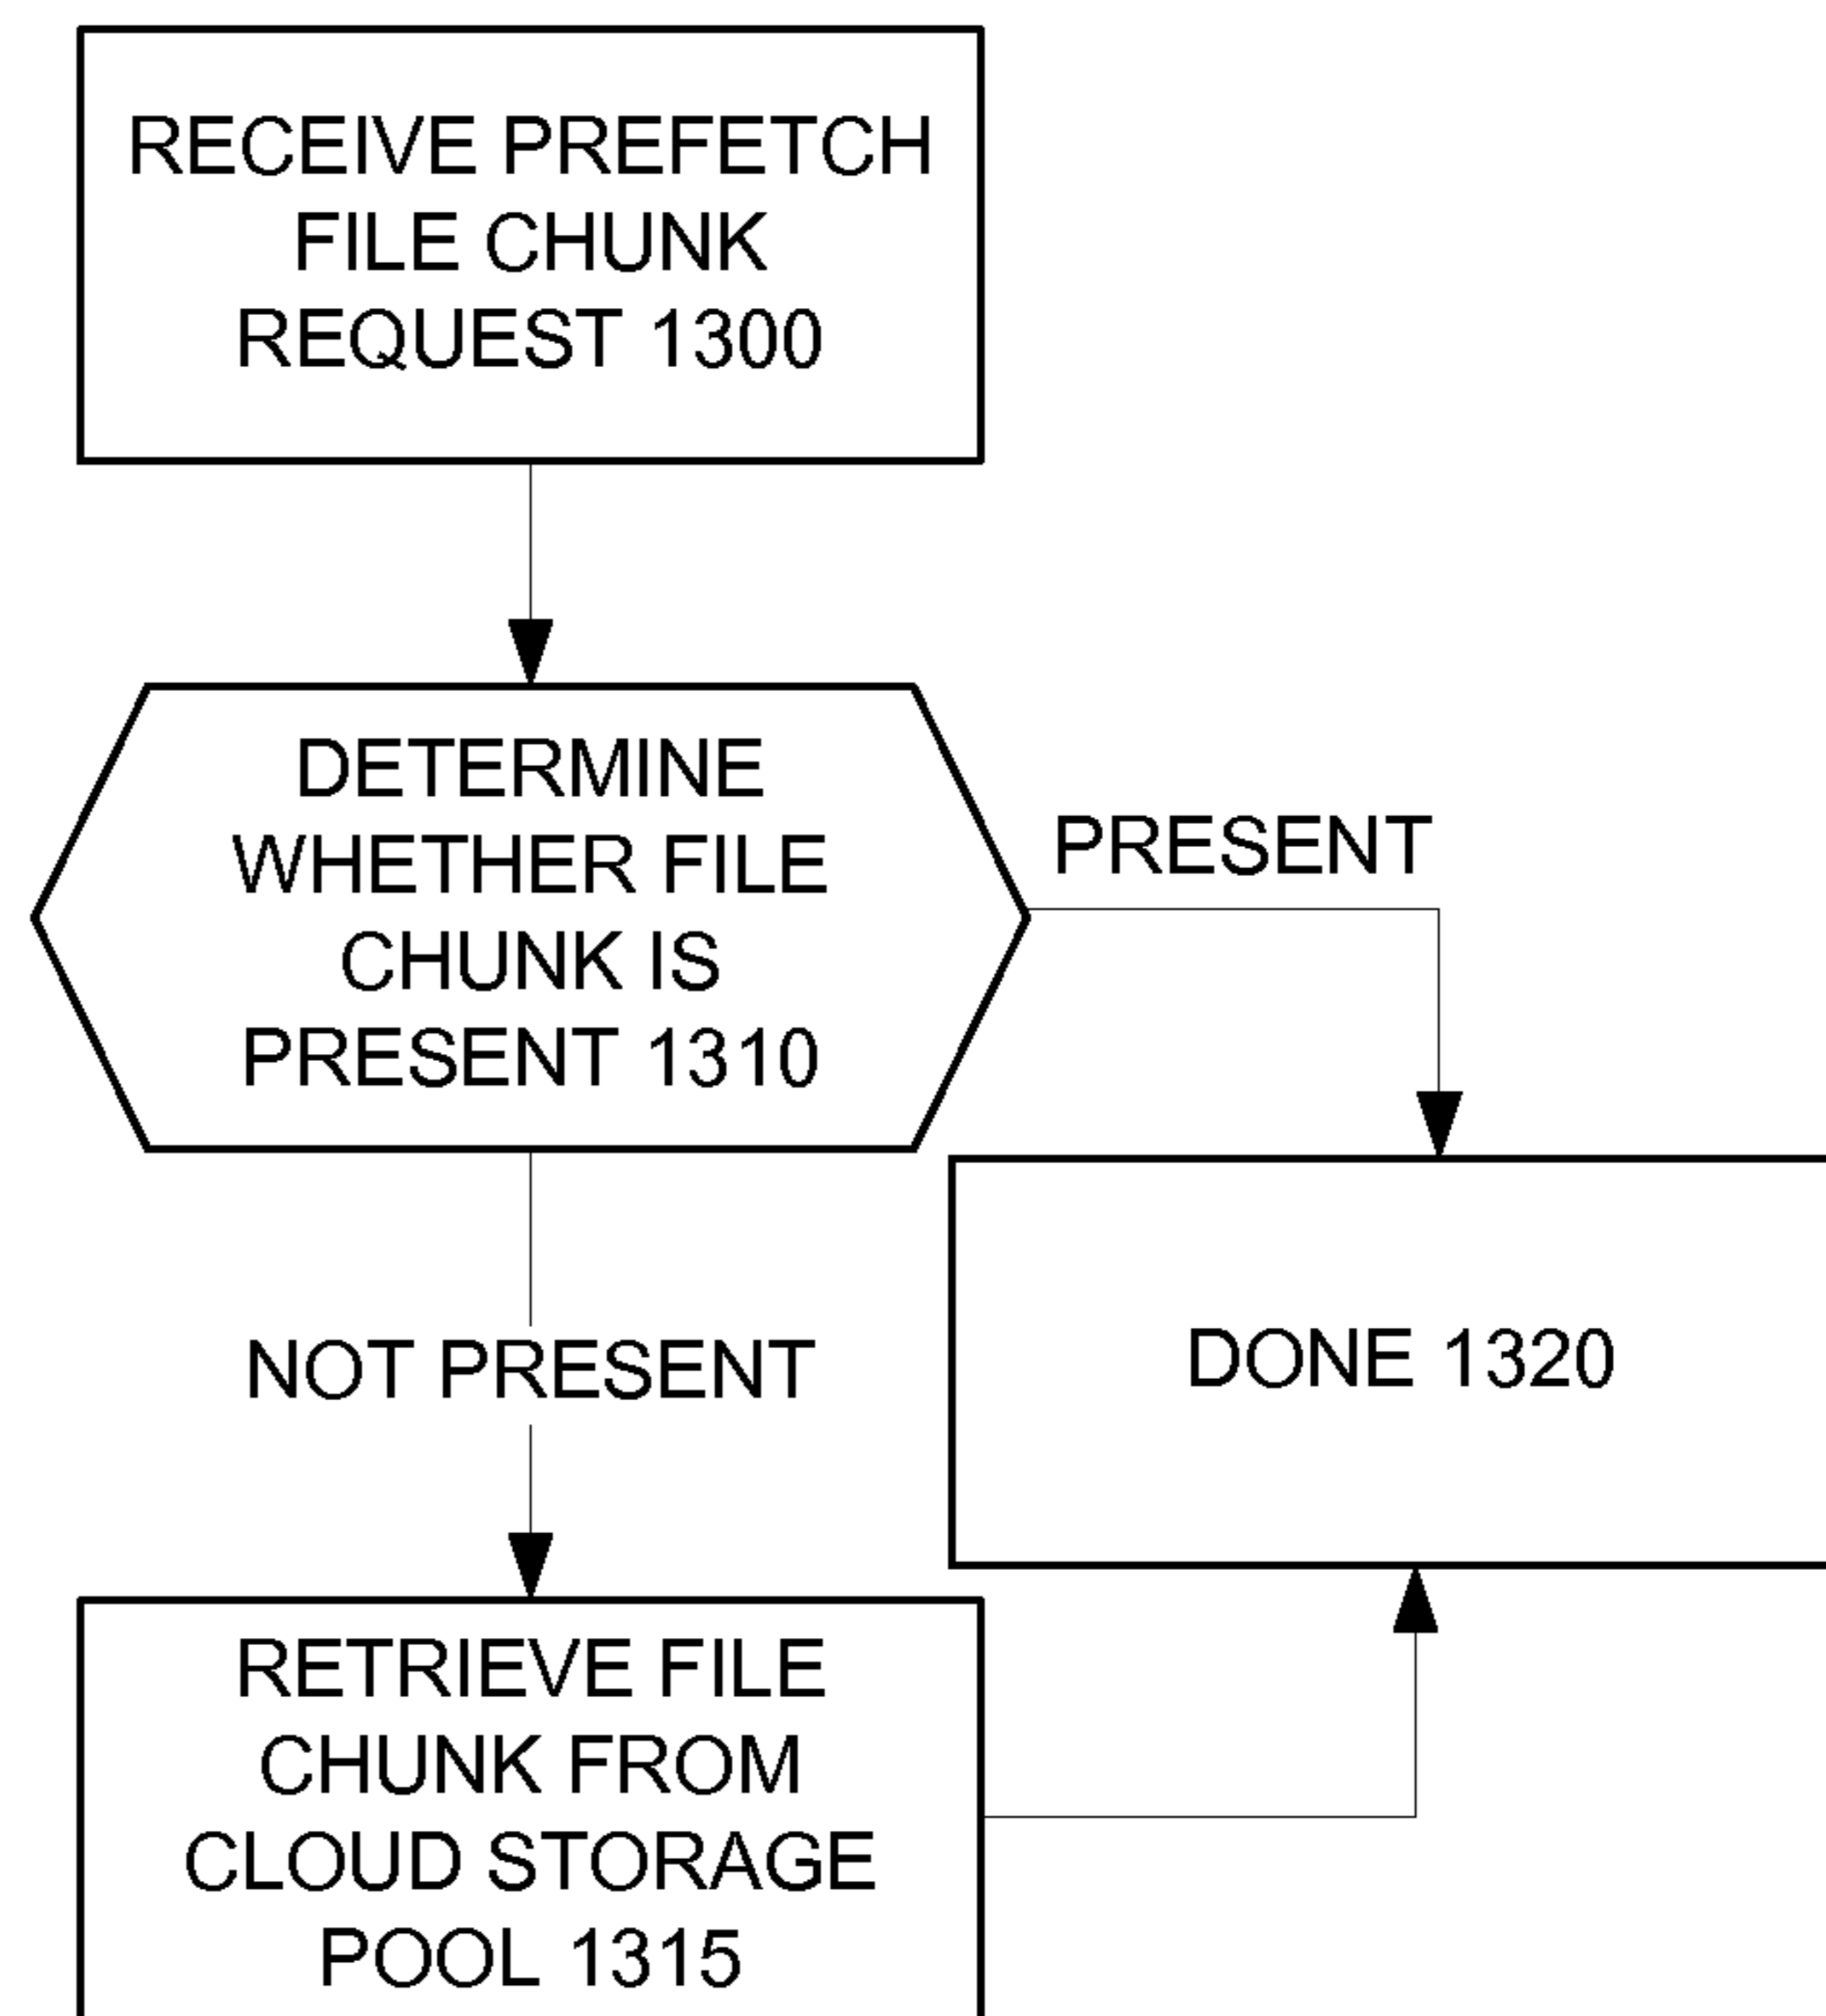 RECEIVE PREFETCH
FILE CHUNK
REQUEST 1300
DETERMINE
WHETHER FILE
CHUNK IS
PRESENT 1310
PRESENT
NOT PRESENT
DONE 1320
RETRIEVE FILE
CHUNK FROM
CLOUD STORAGE
POOL 1315